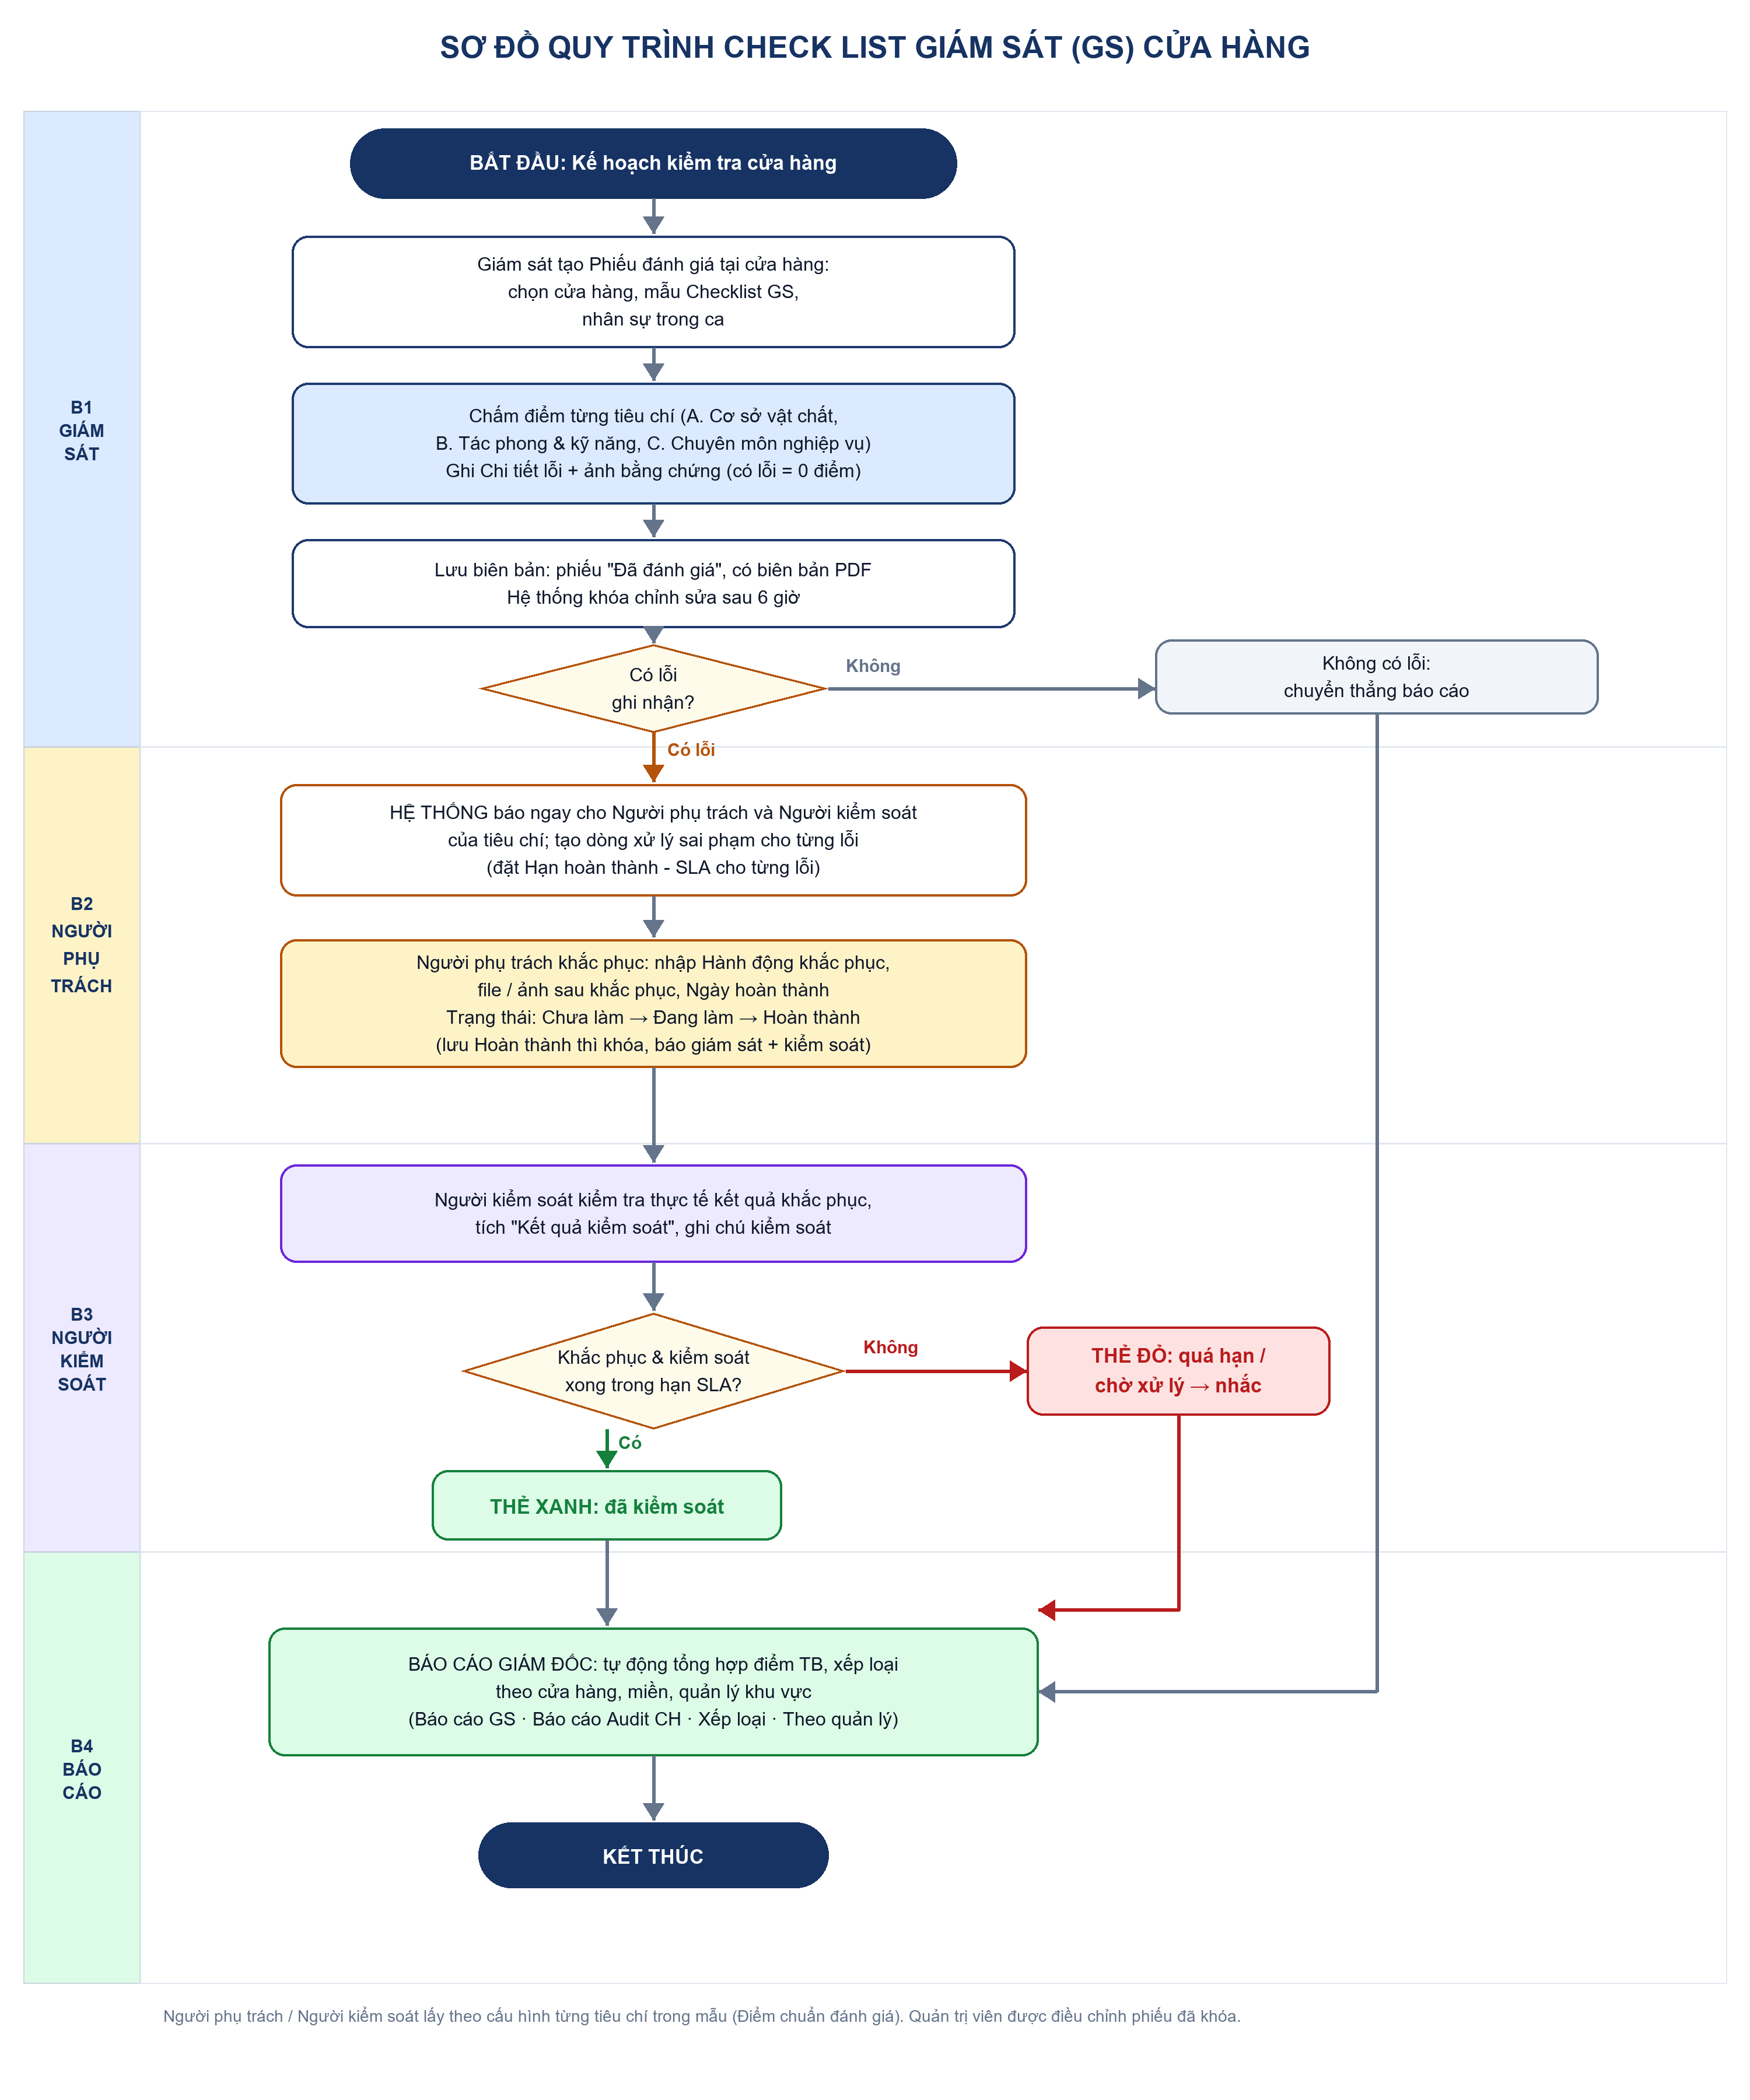 SƠ ĐỒ QUY TRÌNH CHECK LIST GIÁM SÁT (GS) CỬA HÀNG
B1
GIÁM
SÁT
BẮT ĐẦU: Kế hoạch kiểm tra cửa hàng
Giám sát tạo Phiếu đánh giá tại cửa hàng:
chọn cửa hàng, mẫu Checklist GS,
nhân sự trong ca
Chấm điểm từng tiêu chí (A. Cơ sở vật chất,
B. Tác phong & kỹ năng, C. Chuyên môn nghiệp vụ)
Ghi Chi tiết lỗi + ảnh bằng chứng (có lỗi = 0 điểm)
Lưu biên bản: phiếu "Đã đánh giá", có biên bản PDF
Hệ thống khóa chỉnh sửa sau 6 giờ
Có lỗi
ghi nhận?
Không
Không có lỗi:
chuyển thẳng báo cáo
Có lỗi
B2
NGƯỜI
PHỤ
TRÁCH
HỆ THỐNG báo ngay cho Người phụ trách và Người kiểm soát
của tiêu chí; tạo dòng xử lý sai phạm cho từng lỗi
(đặt Hạn hoàn thành - SLA cho từng lỗi)
Người phụ trách khắc phục: nhập Hành động khắc phục,
file / ảnh sau khắc phục, Ngày hoàn thành
Trạng thái: Chưa làm → Đang làm → Hoàn thành
(lưu Hoàn thành thì khóa, báo giám sát + kiểm soát)
B3
NGƯỜI
KIỂM
SOÁT
Người kiểm soát kiểm tra thực tế kết quả khắc phục,
tích "Kết quả kiểm soát", ghi chú kiểm soát
Khắc phục & kiểm soát
xong trong hạn SLA?
Không
THẺ ĐỎ: quá hạn /
chờ xử lý → nhắc
Có
THẺ XANH: đã kiểm soát
B4
BÁO
CÁO
BÁO CÁO GIÁM ĐỐC: tự động tổng hợp điểm TB, xếp loại
theo cửa hàng, miền, quản lý khu vực
(Báo cáo GS · Báo cáo Audit CH · Xếp loại · Theo quản lý)
KẾT THÚC
Người phụ trách / Người kiểm soát lấy theo cấu hình từng tiêu chí trong mẫu (Điểm chuẩn đánh giá). Quản trị viên được điều chỉnh phiếu đã khóa.